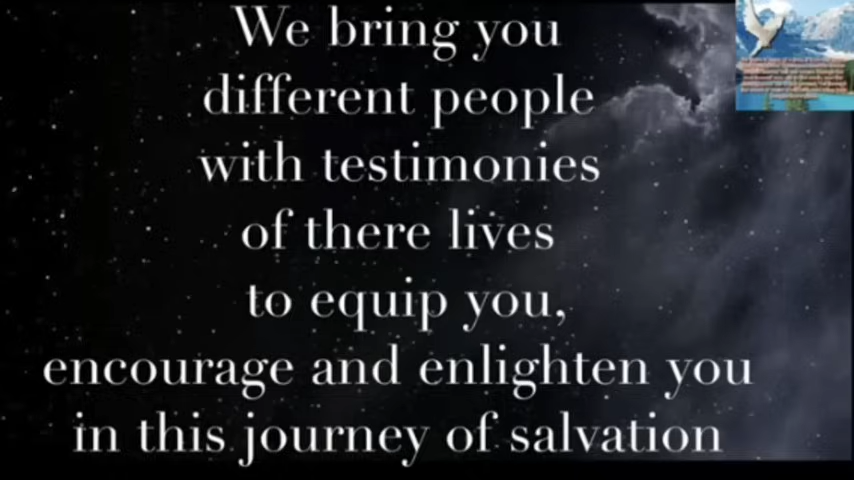 We bring you
different people
with testimonies
of there lives
to equip you,
encourage and enlighten you
in this journey of salvation